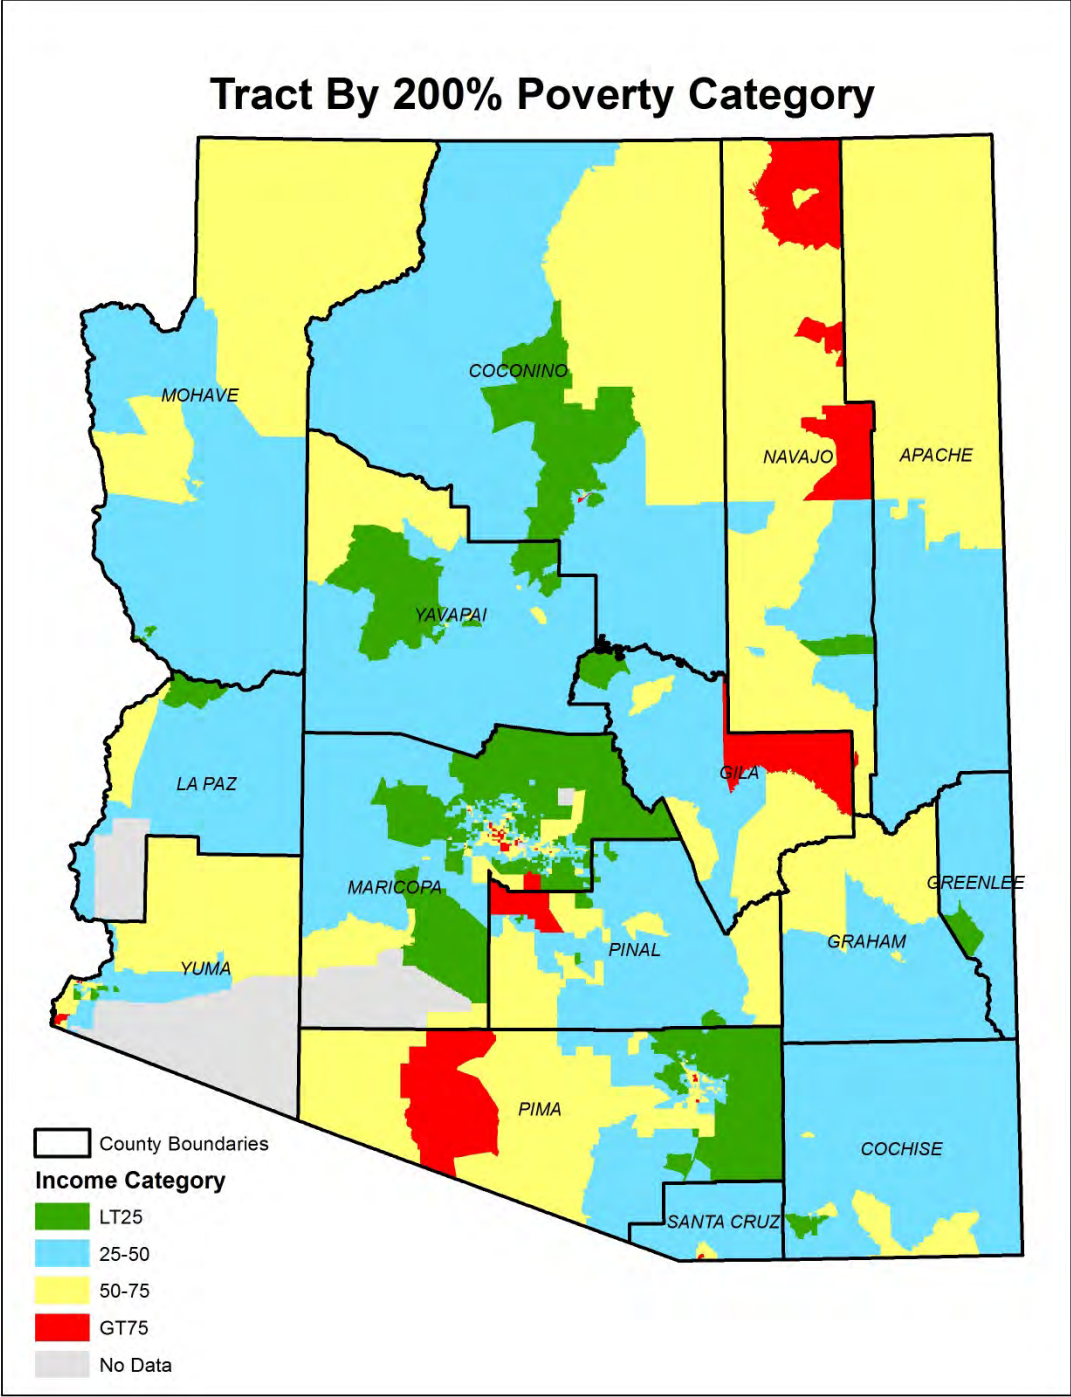 Tract By 200% Poverty Category
COCONINO
MOHAVE
NAVAJO
APACHE
YAVAPAI
GILA
LA PAZ
MARICOPA
GREENLEE
GRAHAM
PINAL
YUMA
PIMA
COCHISE
SANTA CRUZ
County Boundaries
Income Category
LT25
25-50
50-75
GT75
No Data